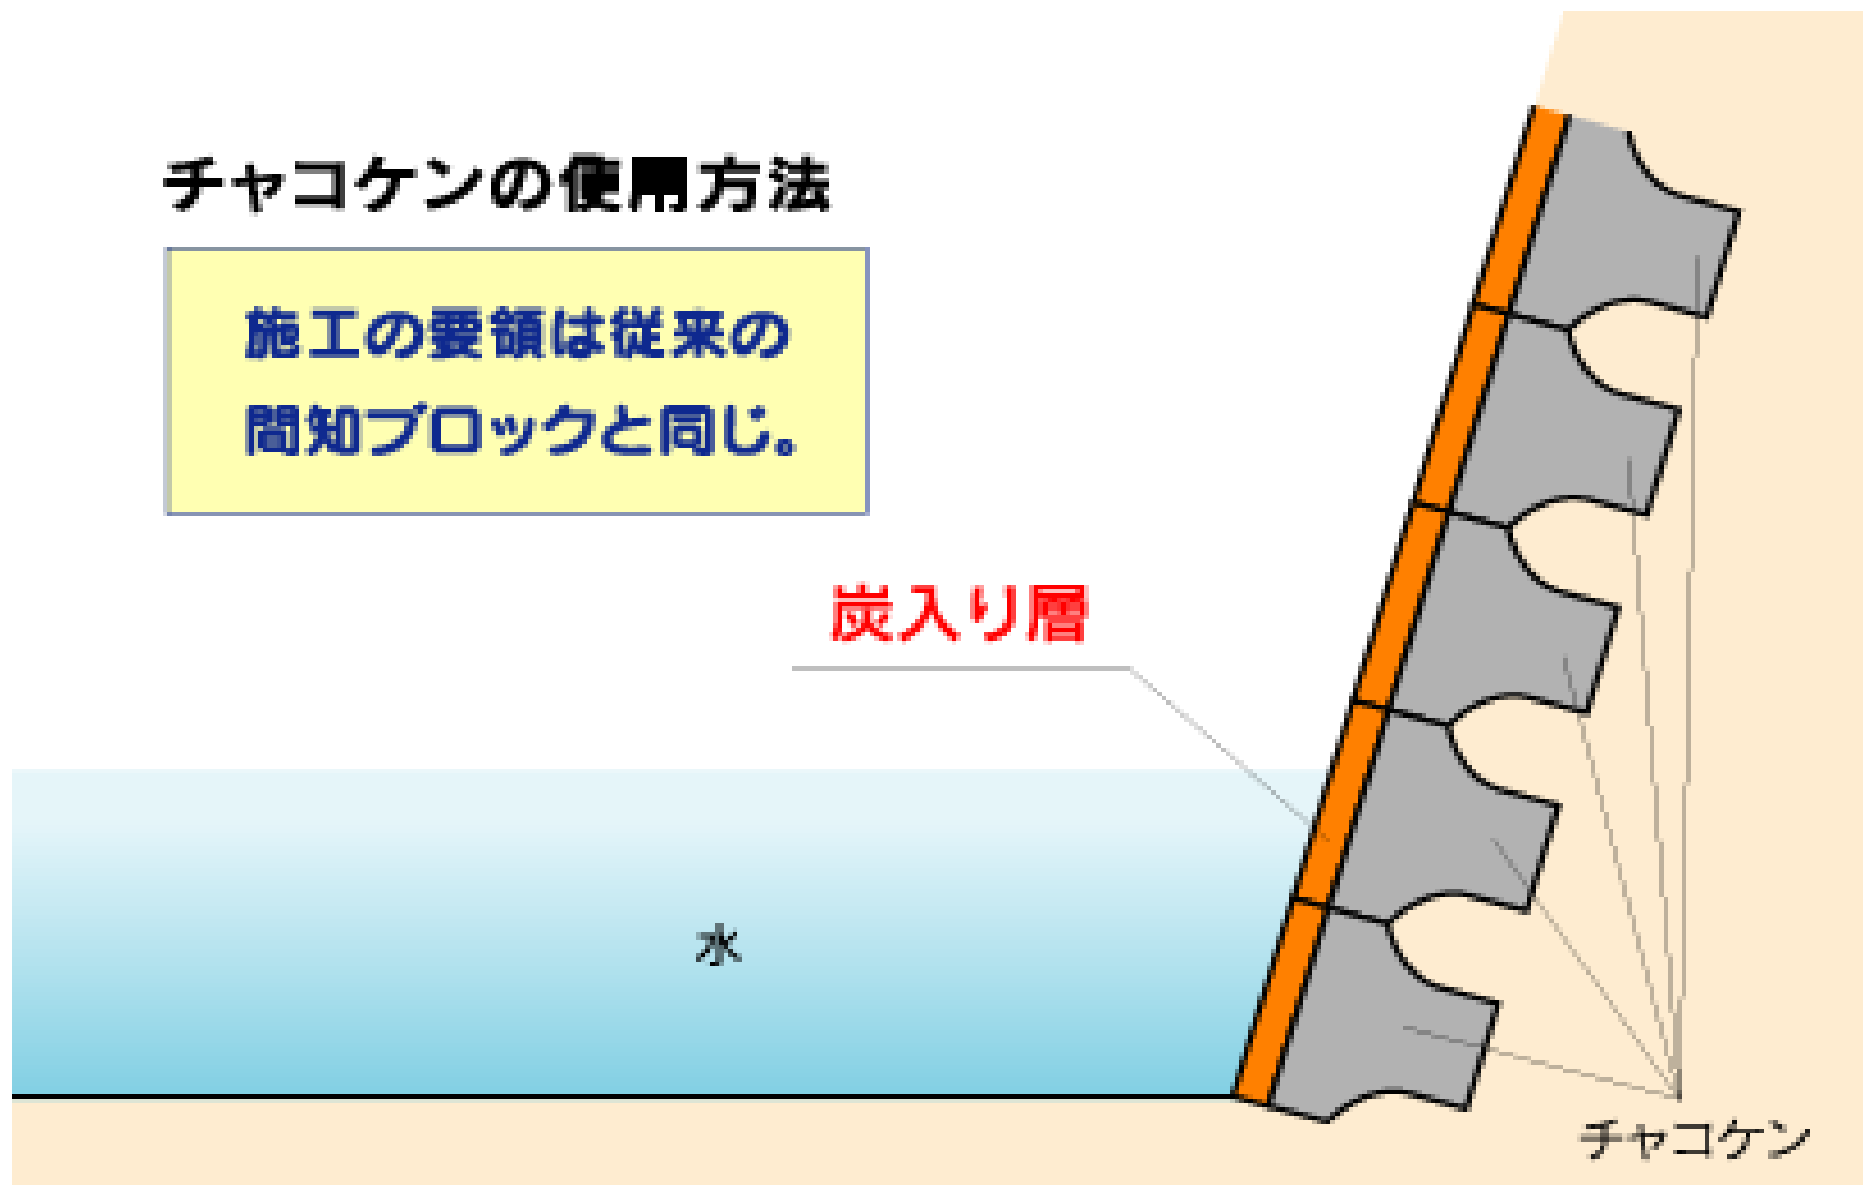 チャコケンの使用方法
施工の要領は従来の
間知ブロックと同じ。
炭入り層
水
チャコケン